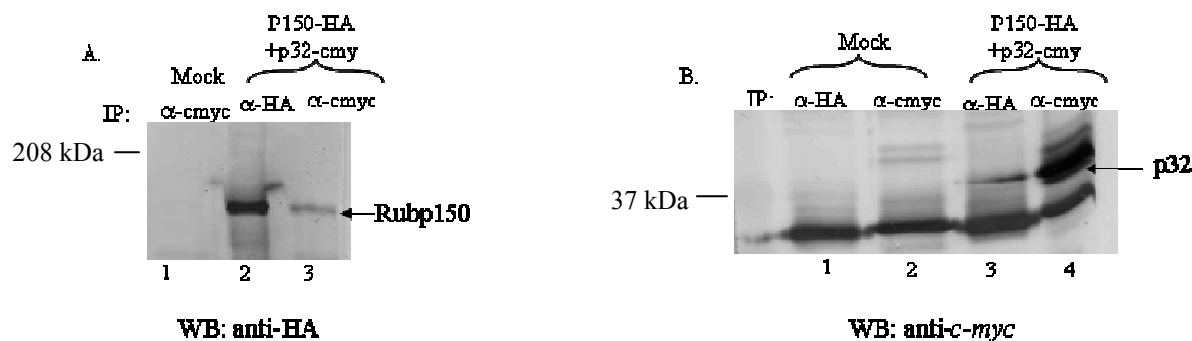 A.
P150-HA
+p32-cmy
Mock
IP: α-cmyc α-HA α-cmyc
208 kDa
Rubp150
1 2 3
WB: anti-HA
B.
Mock
P150-HA
+p32-cmy
IP: α-HA α-cmyc α-HA α-cmyc
p32
37 kDa
1 2 3 4
WB: anti-c-myc